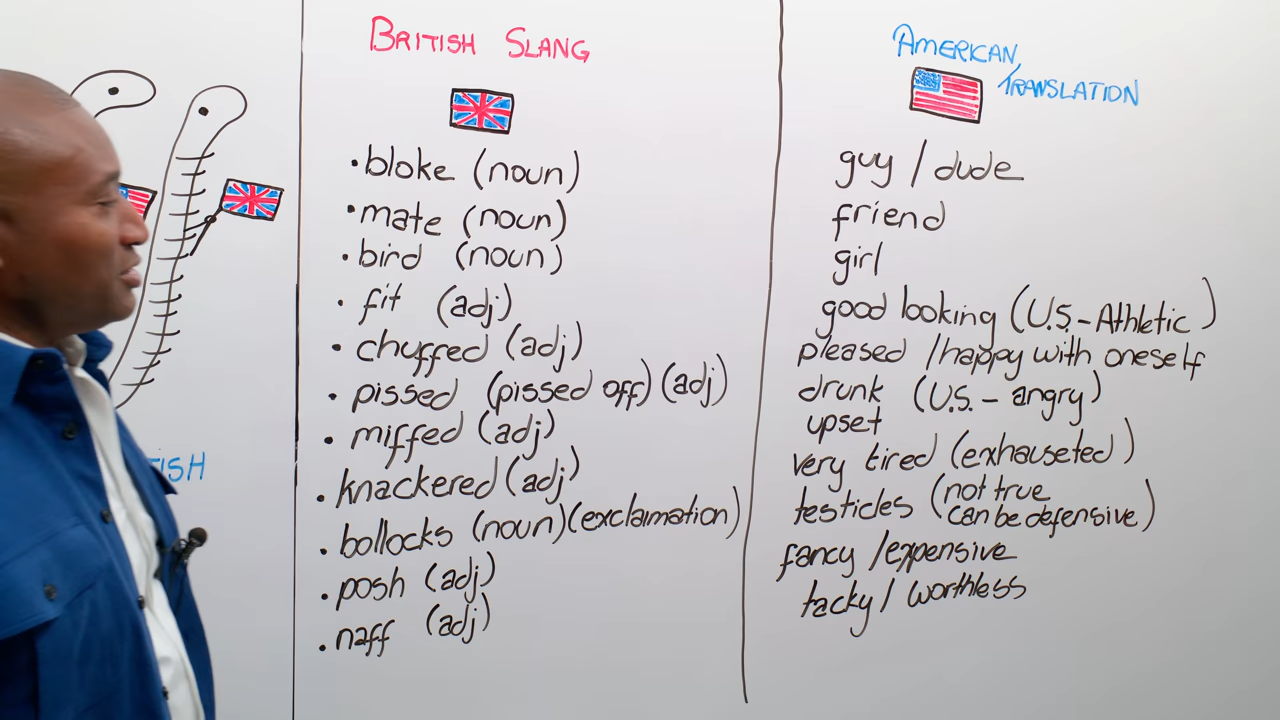 BRITISH SLANG
• bloke (noun)
• mate (noun)
• bird (noun)
• fit (adj)
• chuffed (adj)
• pissed (pissed off) (adj)
• miffed (adj)
• knackered (adj)
• bollocks (noun) (exclamation)
• posh (adj)
• naff (adj)
AMERICAN
TRANSLATION
guy / dude
friend
girl
good looking (U.S. - Athletic)
pleased / happy with oneself
drunk (U.S. - angry)
upset
very tired (exhauseted)
testicles (not true
can be defensive)
fancy / expensive
tacky / worthless
TISH